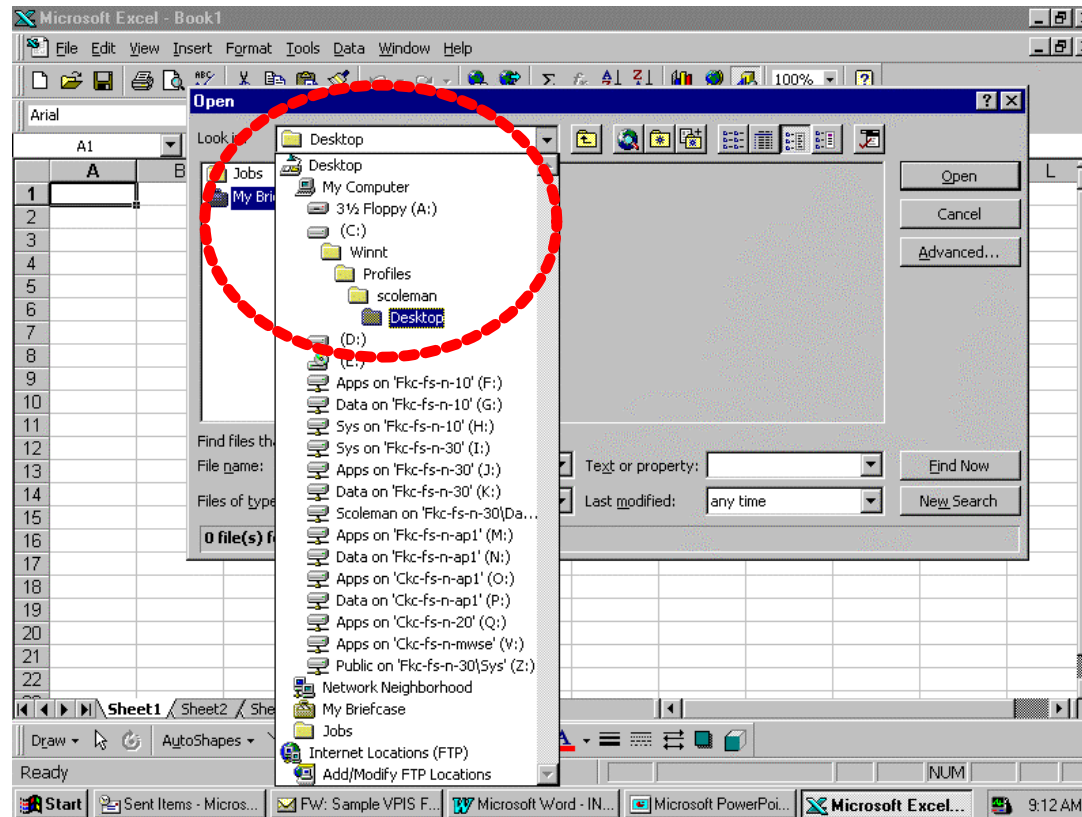 Microsoft Excel - Book1
File Edit View Insert Format Tools Data Window Help
100%
Arial
Open
A1
Look in:
Desktop
A B L
Jobs
My Bri
Desktop
My Computer
3½ Floppy (A:)
(C:)
Winnt
Profiles
scoleman
Desktop
(D:)
(E:)
Apps on 'Fkc-fs-n-10' (F:)
Data on 'Fkc-fs-n-10' (G:)
Sys on 'Fkc-fs-n-10' (H:)
Sys on 'Fkc-fs-n-30' (I:)
Apps on 'Fkc-fs-n-30' (J:)
Data on 'Fkc-fs-n-30' (K:)
Scoleman on 'Fkc-fs-n-30\Da...
Apps on 'Fkc-fs-n-ap1' (M:)
Data on 'Fkc-fs-n-ap1' (N:)
Apps on 'Ckc-fs-n-ap1' (O:)
Data on 'Ckc-fs-n-ap1' (P:)
Apps on 'Ckc-fs-n-20' (Q:)
Apps on 'Ckc-fs-n-mwse' (V:)
Public on 'Fkc-fs-n-30\Sys' (Z:)
Network Neighborhood
My Briefcase
Jobs
Internet Locations (FTP)
Add/Modify FTP Locations
Open
Cancel
Advanced...
Find files th
File name:
Text or property:
Find Now
Files of type
Last modified:
any time
New Search
0 file(s) f
1
2
3
4
5
6
7
8
9
10
11
12
13
14
15
16
17
18
19
20
21
22
Sheet1 Sheet2 She
Draw AutoShapes
Ready
NUM
Start
Sent Items - Micros...
FW: Sample VPIS F...
Microsoft Word - IN...
Microsoft PowerPoi...
Microsoft Excel...
9:12 AM